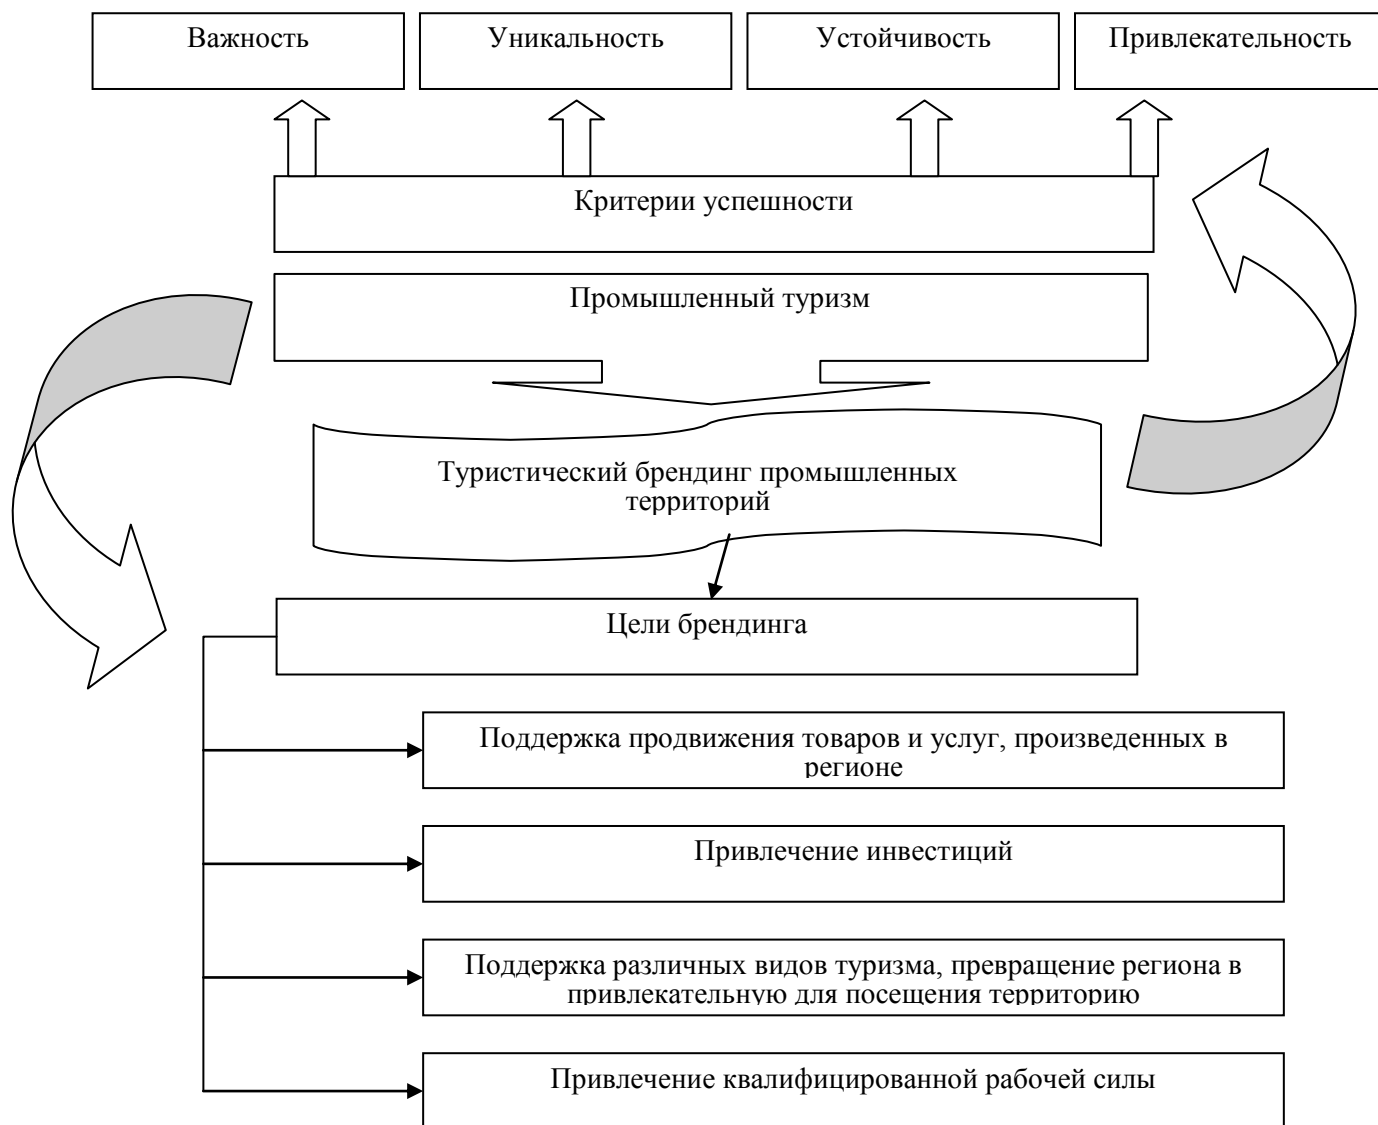 Важность
Уникальность
Устойчивость
Привлекательность
Критерии успешности
Промышленный туризм
Туристический брендинг промышленных
территорий
Цели брендинга
Поддержка продвижения товаров и услуг, произведенных в
регионе
Привлечение инвестиций
Поддержка различных видов туризма, превращение региона в
привлекательную для посещения территорию
Привлечение квалифицированной рабочей силы